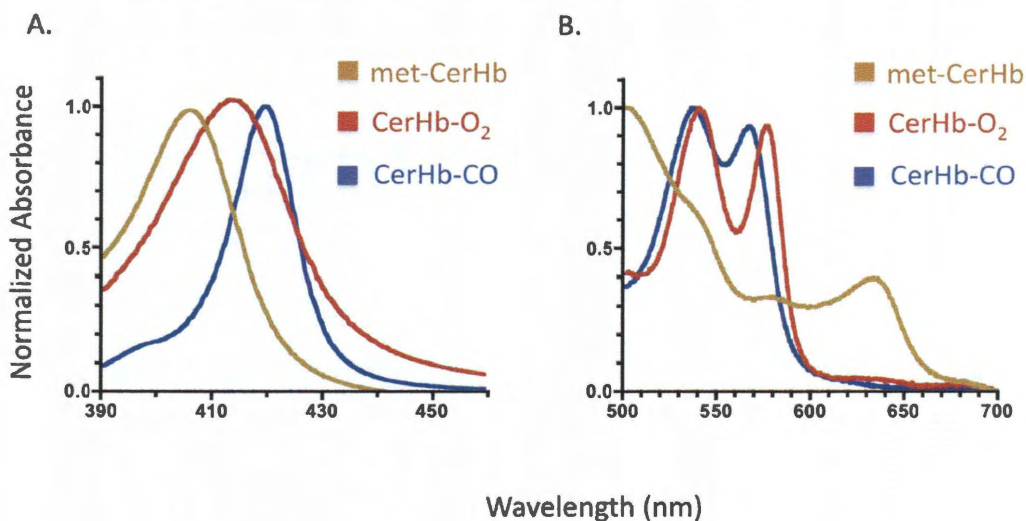 A.
met-CerHb
CerHb-O₂
CerHb-CO
Normalized Absorbance
1.0
0.5
0.0
390 410 430 450
B.
met-CerHb
CerHb-O₂
CerHb-CO
1.0
0.5
0.0
500 550 600 650 700
Wavelength (nm)